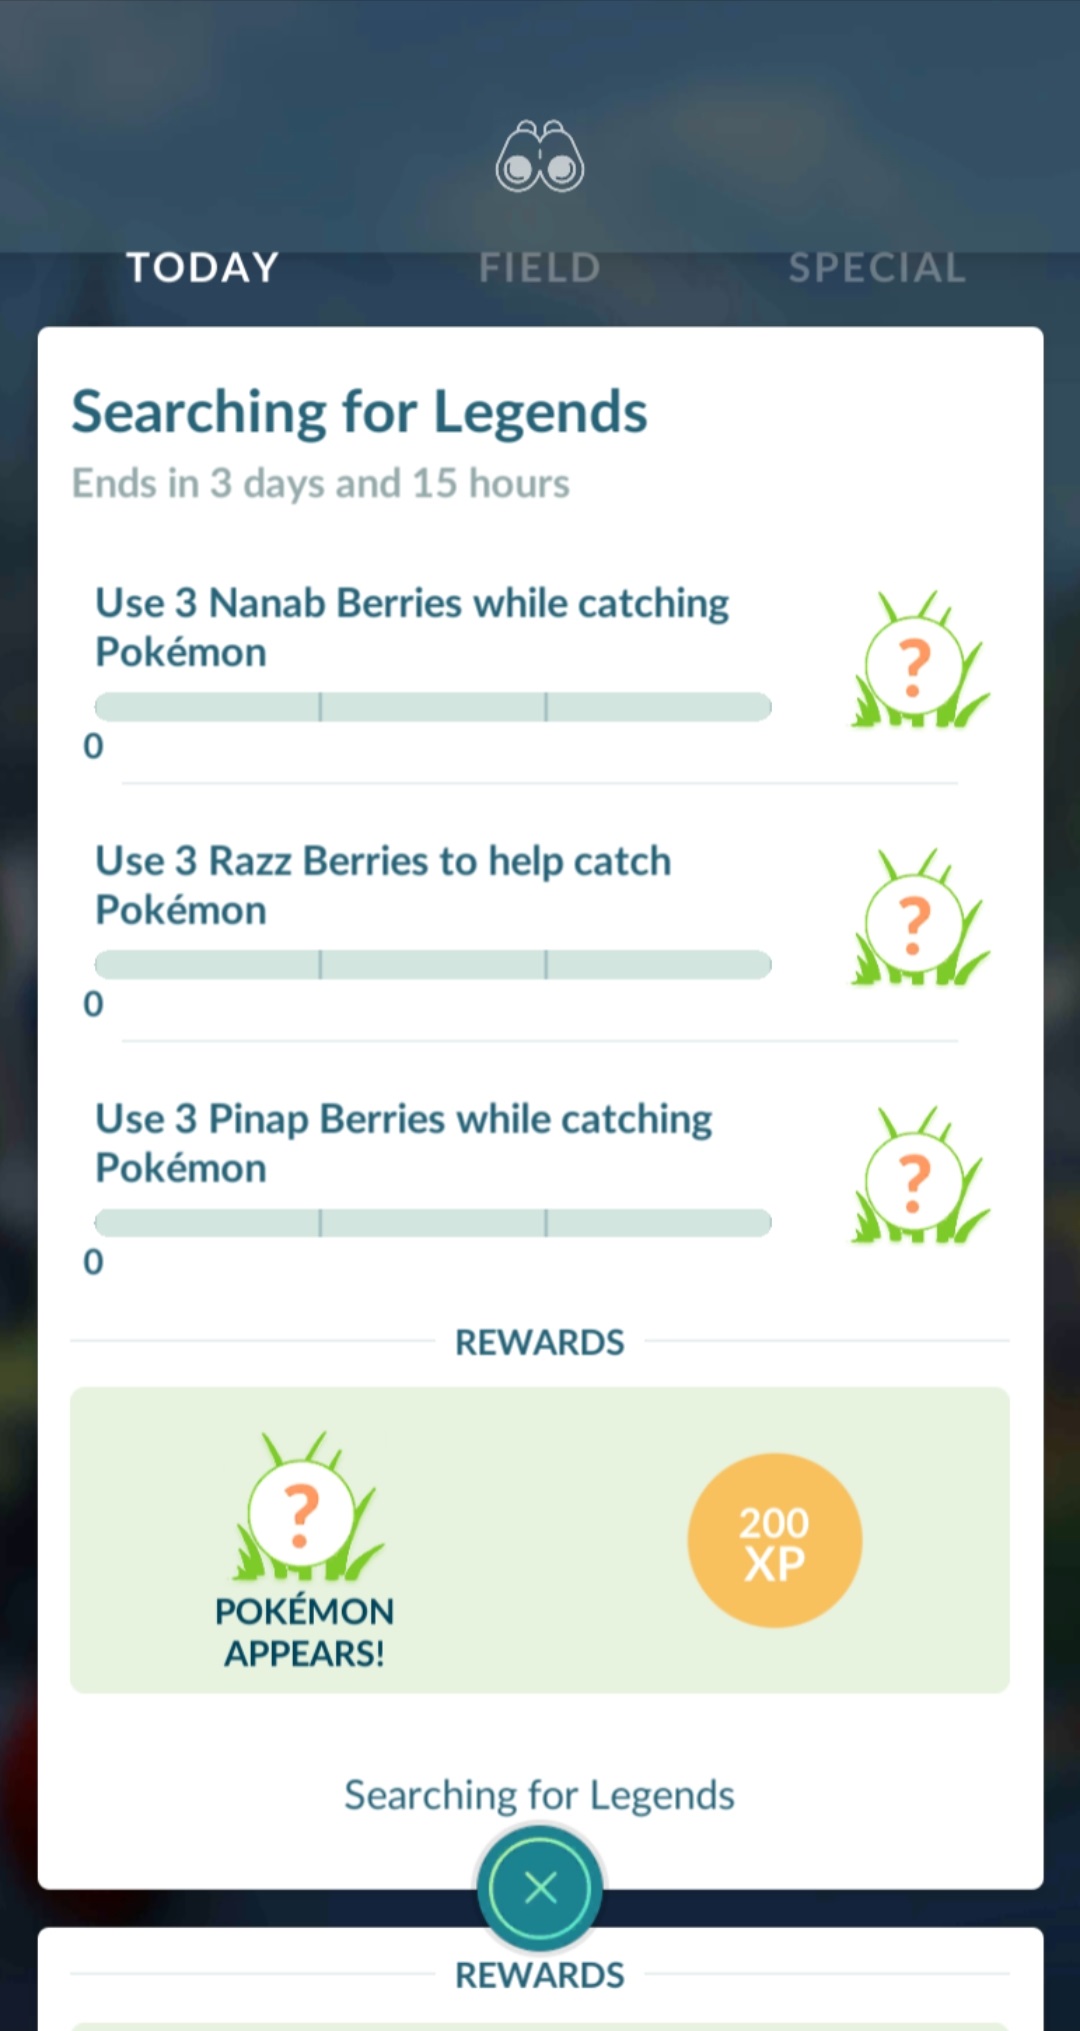 TODAY FIELD SPECIAL
Searching for Legends
Ends in 3 days and 15 hours
Use 3 Nanab Berries while catching
Pokémon
?
0
Use 3 Razz Berries to help catch
Pokémon
?
0
Use 3 Pinap Berries while catching
Pokémon
?
0
REWARDS
?
200
XP
POKÉMON
APPEARS!
Searching for Legends
REWARDS